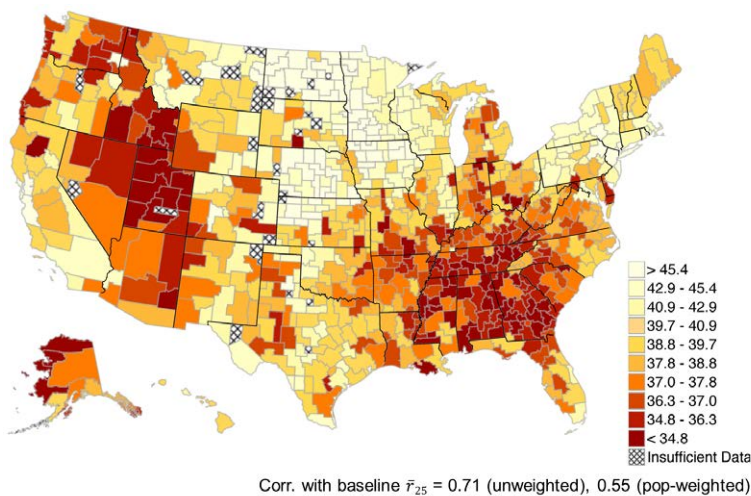 > 45.4
42.9 - 45.4
40.9 - 42.9
39.7 - 40.9
38.8 - 39.7
37.8 - 38.8
37.0 - 37.8
36.3 - 37.0
34.8 - 36.3
< 34.8
Insufficient Data
Corr. with baseline r̄₂₅ = 0.71 (unweighted), 0.55 (pop-weighted)